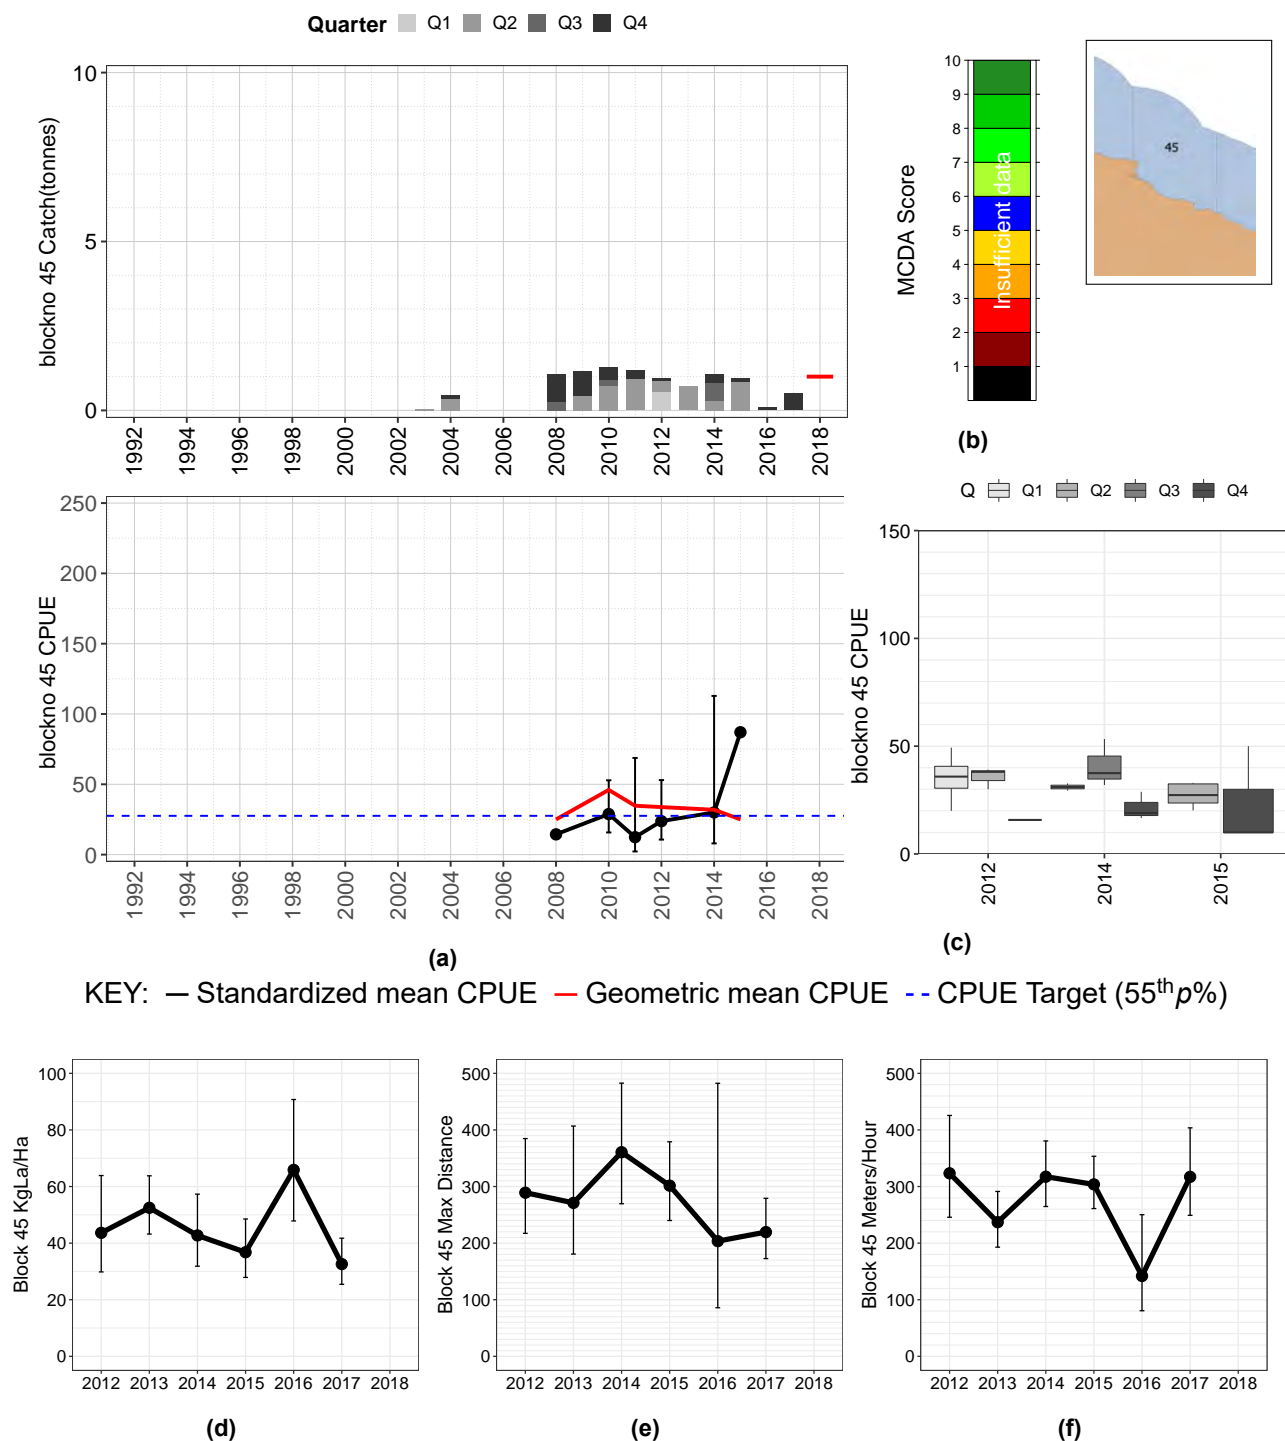 Quarter Q1 Q2 Q3 Q4
blockno 45 Catch(tonnes)
10
5
0
1992 1994 1996 1998 2000 2002 2004 2006 2008 2010 2012 2014 2016 2018
blockno 45 CPUE
250
200
150
100
50
0
1992 1994 1996 1998 2000 2002 2004 2006 2008 2010 2012 2014 2016 2018
(a)
MCDA Score
10
9
8
7
6
5
4
3
2
1
Insufficient data
(b)
45
Q Q1 Q2 Q3 Q4
blockno 45 CPUE
150
100
50
0
2012 2014 2015
(c)
KEY: Standardized mean CPUE Geometric mean CPUE CPUE Target (55th p%)
Block 45 KgLa/Ha
100
80
60
40
20
0
2012 2013 2014 2015 2016 2017 2018
(d)
Block 45 Max Distance
500
400
300
200
100
0
2012 2013 2014 2015 2016 2017 2018
(e)
Block 45 Meters/Hour
500
400
300
200
100
0
2012 2013 2014 2015 2016 2017 2018
(f)